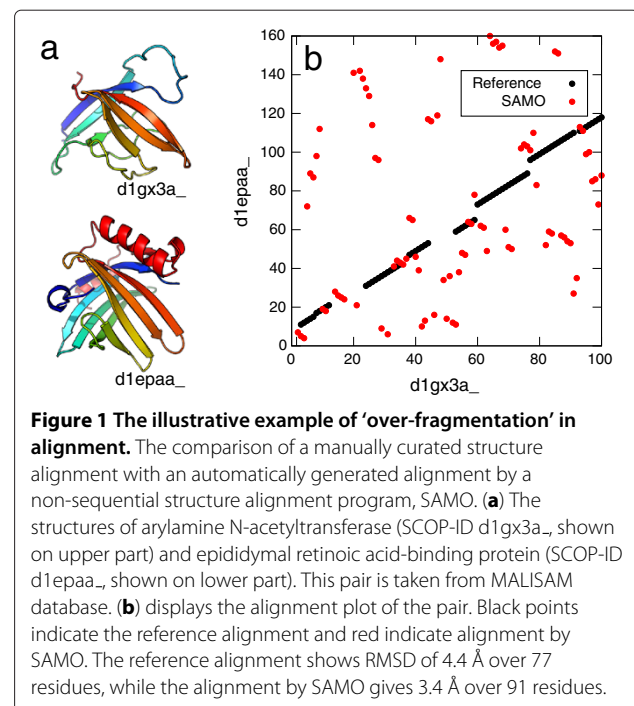 a
d1gx3a_
d1epaa_
b
Reference
SAMO
160
140
120
100
80
60
40
20
0
0
20
40
60
80
100
d1epaa_
d1gx3a_
Figure 1 The illustrative example of ‘over-fragmentation’ in
alignment. The comparison of a manually curated structure
alignment with an automatically generated alignment by a
non-sequential structure alignment program, SAMO. (a) The
structures of arylamine N-acetyltransferase (SCOP-ID d1gx3a_, shown
on upper part) and epididymal retinoic acid-binding protein (SCOP-ID
d1epaa_, shown on lower part). This pair is taken from MALISAM
database. (b) displays the alignment plot of the pair. Black points
indicate the reference alignment and red indicate alignment by
SAMO. The reference alignment shows RMSD of 4.4 Å over 77
residues, while the alignment by SAMO gives 3.4 Å over 91 residues.